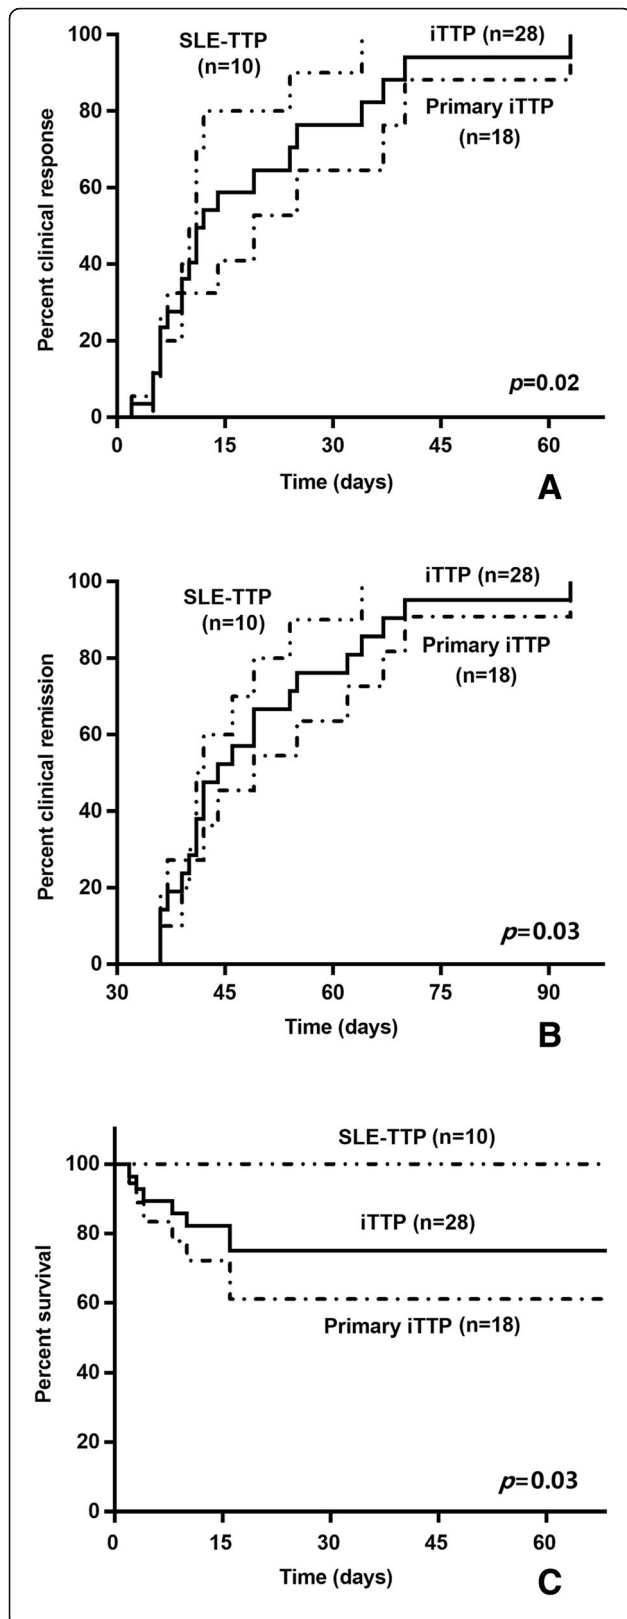 SLE-TTP
(n=10)
iTTP (n=28)
Primary iTTP
(n=18)
Percent clinical response
100
80
60
40
20
0
p=0.02
0 15 30 45 60
Time (days)
A
SLE-TTP
(n=10)
iTTP (n=28)
Primary iTTP
(n=18)
Percent clinical remission
100
80
60
40
20
0
p=0.03
30 45 60 75 90
Time (days)
B
SLE-TTP (n=10)
iTTP (n=28)
Primary iTTP (n=18)
Percent survival
100
80
60
40
20
0
p=0.03
0 15 30 45 60
Time (days)
C